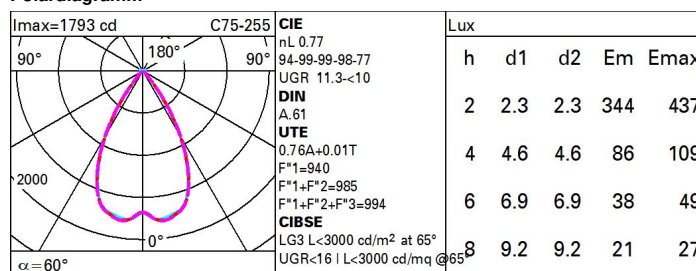 Imax=1793 cd C75-255
90° 180° 90°
2000
0°
α=60°
CIE
nL 0.77
94-99-99-98-77
UGR 11.3-<10
DIN
A.61
UTE
0.76A+0.01T
F"1=940
F"1+F"2=985
F"1+F"2+F"3=994
CIBSE
LG3 L<3000 cd/m² at 65°
UGR<16 | L<3000 cd/mq @65°
Lux
h d1 d2 Em Emax
2 2.3 2.3 344 437
4 4.6 4.6 86 109
6 6.9 6.9 38 49
8 9.2 9.2 21 27